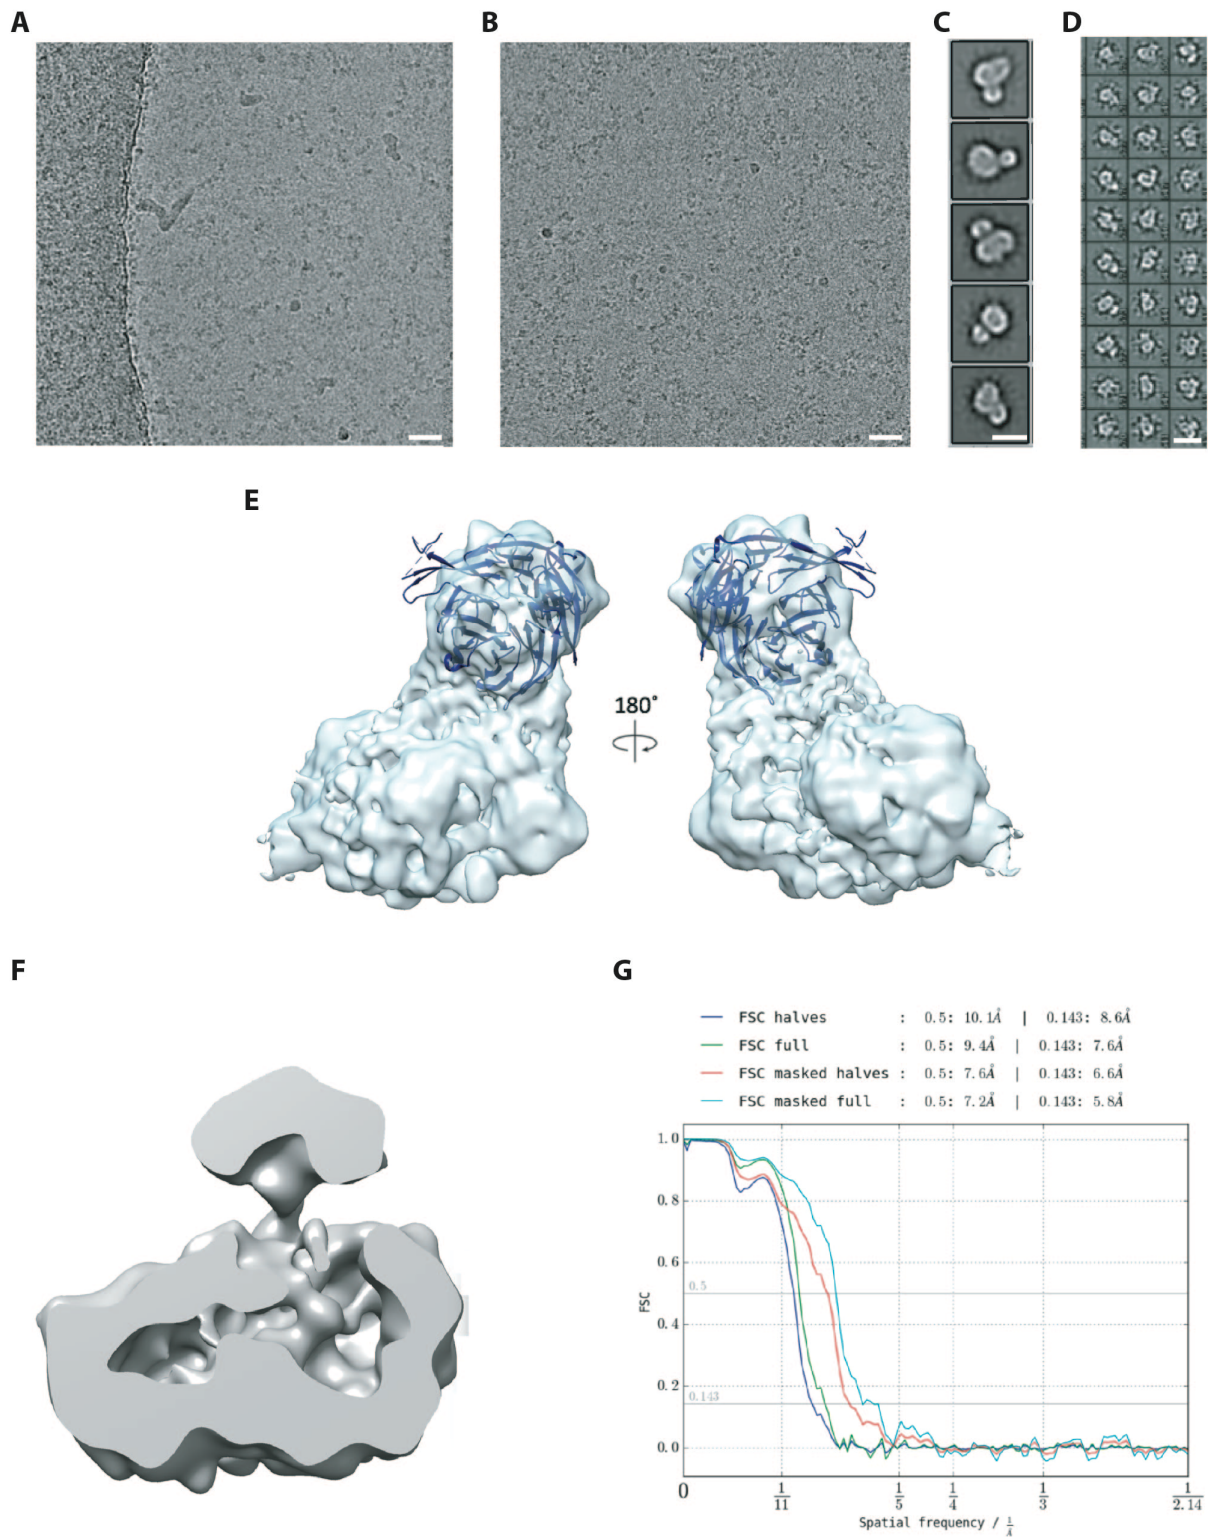 A
B
C
D
E
180°
F
G
FSC halves : 0.5: 10.1Å | 0.143: 8.6Å
FSC full : 0.5: 9.4Å | 0.143: 7.6Å
FSC masked halves : 0.5: 7.6Å | 0.143: 6.6Å
FSC masked full : 0.5: 7.2Å | 0.143: 5.8Å
1.0
0.8
0.6
0.5
FSC
0.4
0.2
0.143
0.0
0 1/11 1/5 1/4 1/3 1/2.14
Spatial frequency / 1/Å